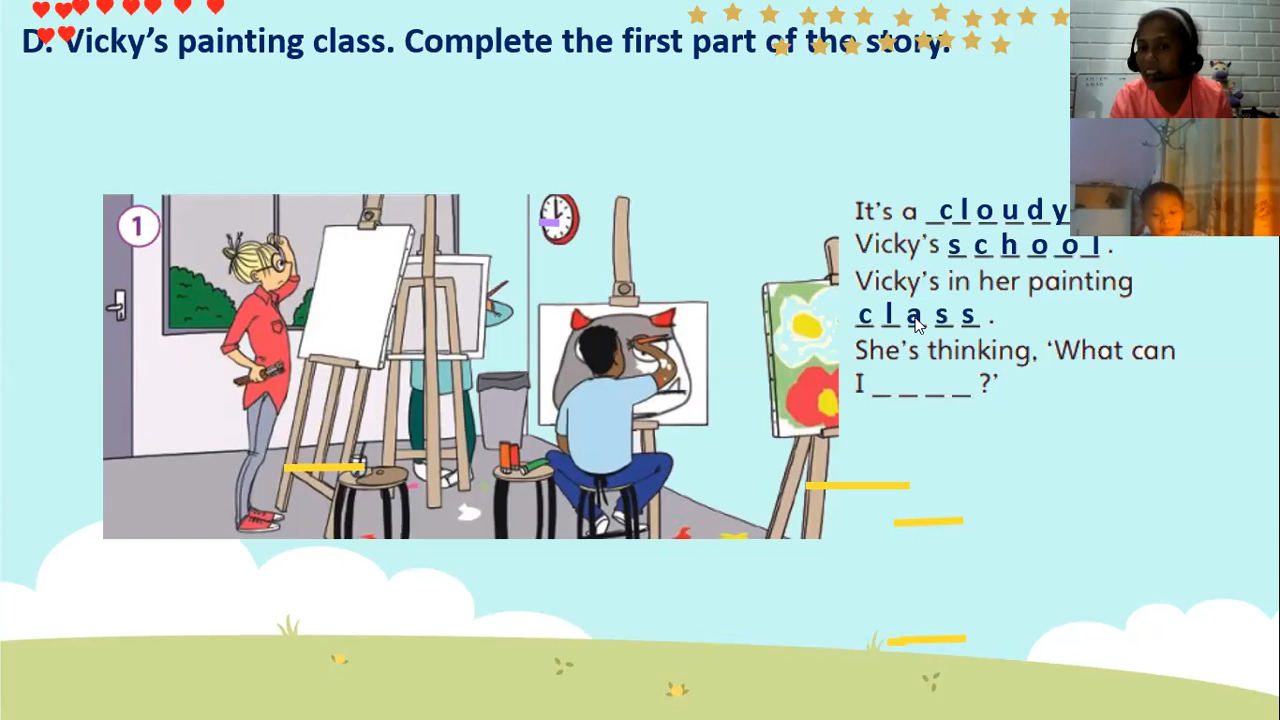 D. Vicky's painting class. Complete the first part of the story.
1
It's a _cloudy
Vicky's school.
Vicky's in her painting
class.
She's thinking, 'What can
I _ _ _ _ ?'